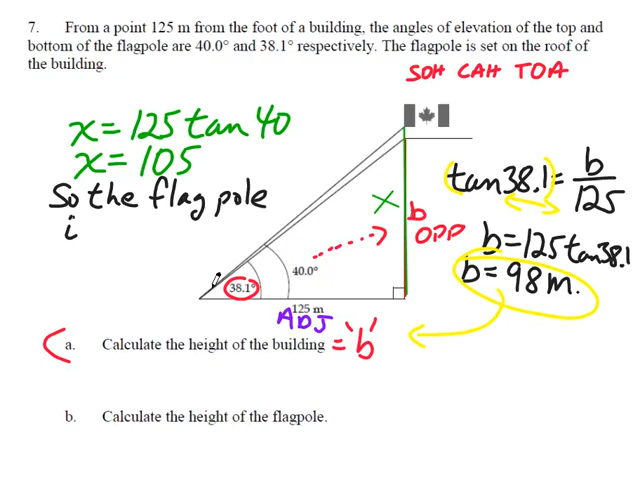 7. From a point 125 m from the foot of a building, the angles of elevation of the top and
bottom of the flagpole are 40.0° and 38.1° respectively. The flagpole is set on the roof of
the building.
SOH CAH TOA
x = 125 tan 40
x = 105
So the flag pole
i
tan 38.1 = b/125
b = 125 tan 38.1
b = 98 m.
x
b
OPP
40.0°
38.1°
125 m
ADJ
a. Calculate the height of the building = 'b'
b. Calculate the height of the flagpole.